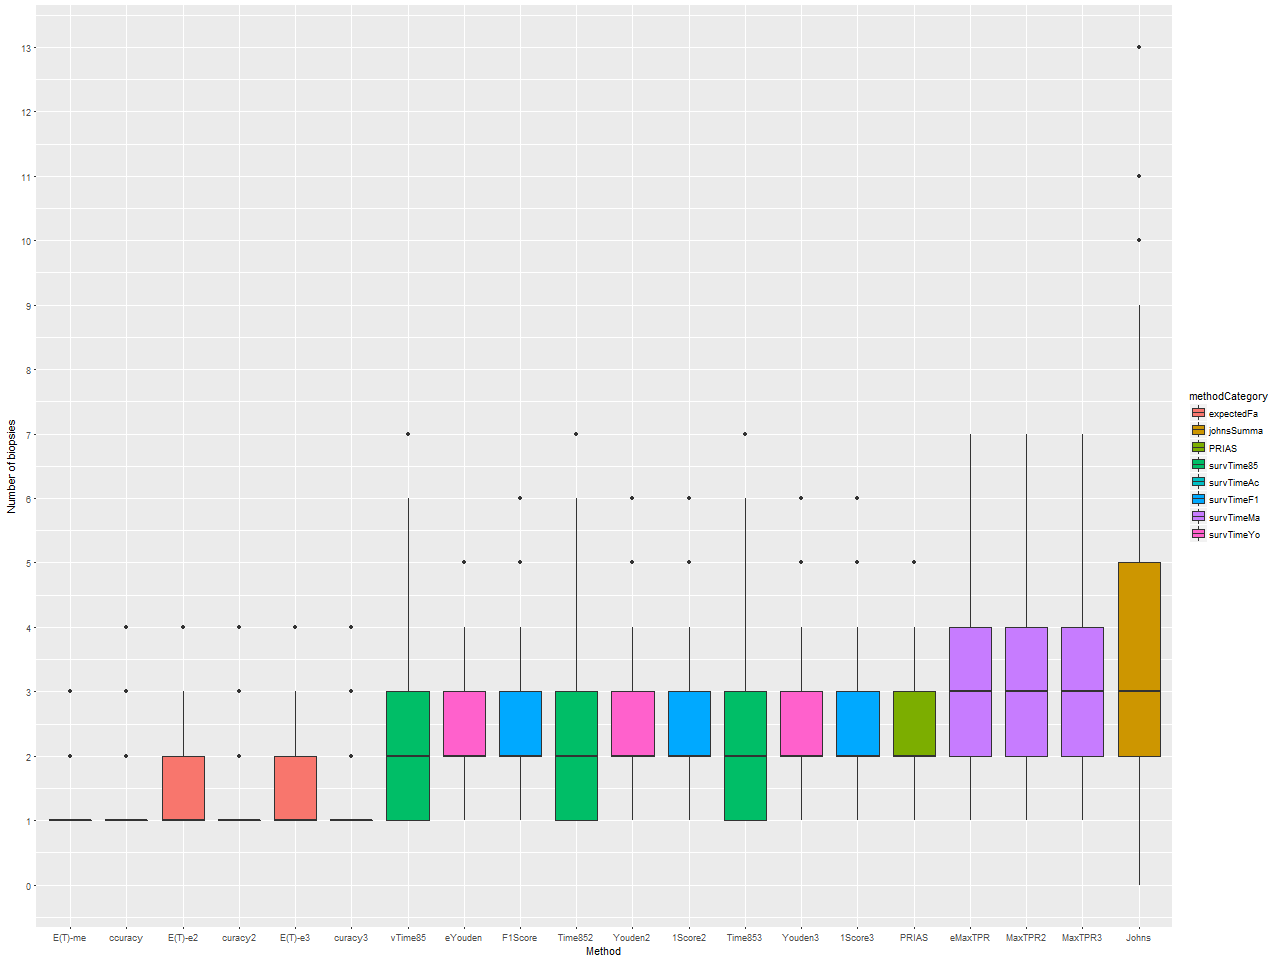 13
12
11
10
9
8
7
6
5
4
3
2
1
0
Number of biopsies
E(T)-me ccuracy E(T)-e2 curacy2 E(T)-e3 curacy3 vTime85 eYouden F1Score Time852 Youden2 1Score2 Time853 Youden3 1Score3 PRIAS eMaxTPR MaxTPR2 MaxTPR3 Johns
Method
methodCategory
expectedFa
johnsSumma
PRIAS
survTime85
survTimeAc
survTimeF1
survTimeMa
survTimeYo